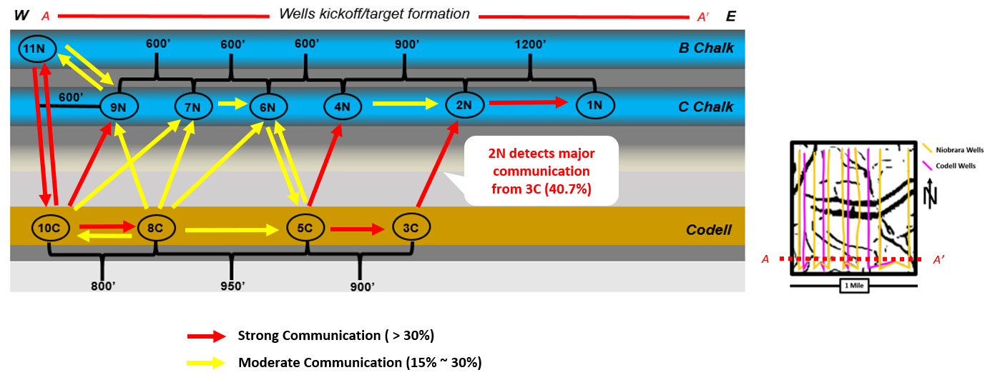 W A Wells kickoff/target formation A' E
11N 600' 600' 600' 900' 1200' B Chalk
600'
9N 7N 6N 4N 2N 1N C Chalk
2N detects major
communication
from 3C (40.7%)
10C 8C 5C 3C Codell
800' 950' 900'
Strong Communication ( > 30%)
Moderate Communication (15% ~ 30%)
Niobrara Wells
Codell Wells
N
A A'
1 Mile